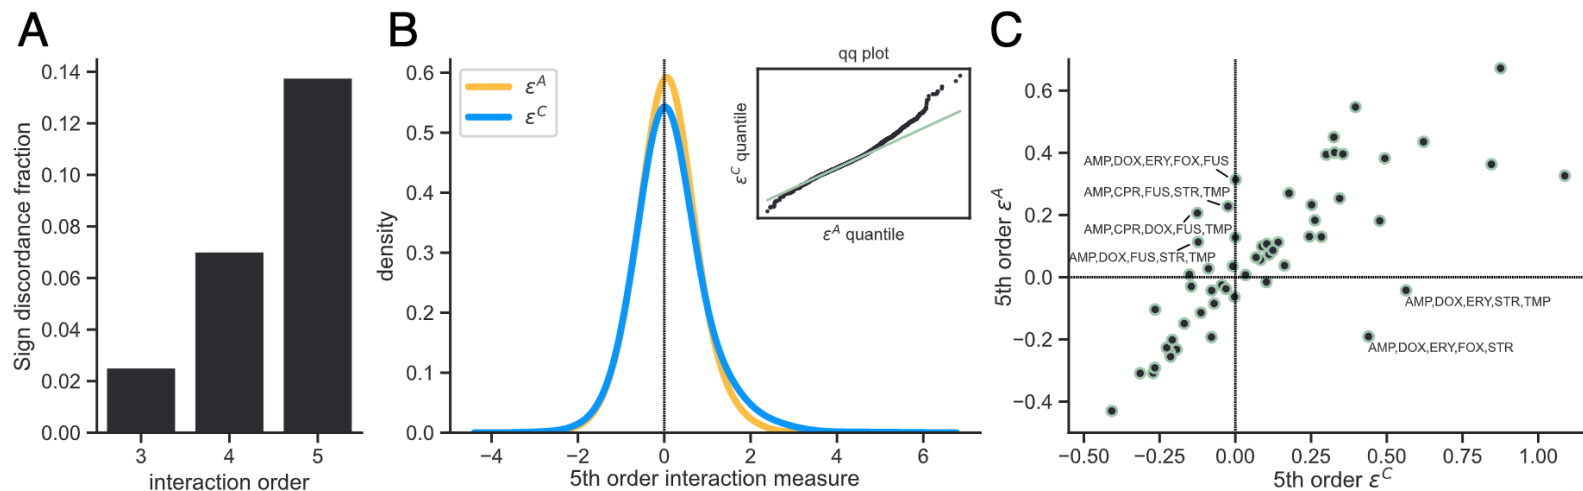 A
Sign discordance fraction
0.14
0.12
0.10
0.08
0.06
0.04
0.02
0.00
3 4 5
interaction order
B
density
0.6
0.5
0.4
0.3
0.2
0.1
0.0
εᴬ
εᶜ
qq plot
εᶜ quantile
εᴬ quantile
−4 −2 0 2 4 6
5th order interaction measure
C
5th order εᴬ
0.6
0.4
0.2
0.0
−0.2
−0.4
AMP,DOX,ERY,FOX,FUS
AMP,CPR,FUS,STR,TMP
AMP,CPR,DOX,FUS,TMP
AMP,DOX,FUS,STR,TMP
AMP,DOX,ERY,STR,TMP
AMP,DOX,ERY,FOX,STR
−0.50 −0.25 0.00 0.25 0.50 0.75 1.00
5th order εᶜ